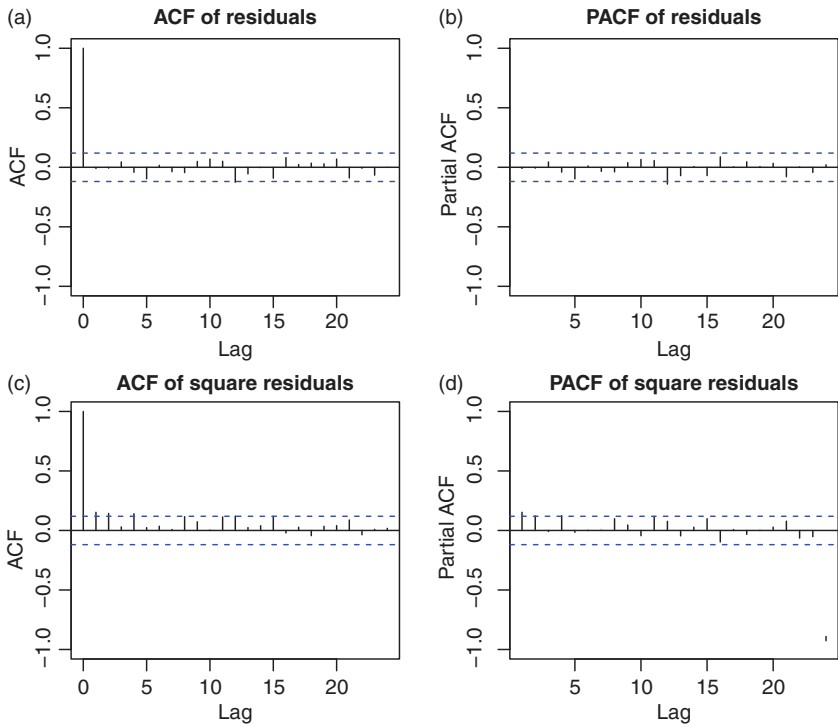 (a)
ACF of residuals
ACF
1.0
0.5
0.0
−0.5
−1.0
0 5 10 15 20
Lag
(b)
PACF of residuals
Partial ACF
1.0
0.5
0.0
−0.5
−1.0
5 10 15 20
Lag
(c)
ACF of square residuals
ACF
1.0
0.5
0.0
−0.5
−1.0
0 5 10 15 20
Lag
(d)
PACF of square residuals
Partial ACF
1.0
0.5
0.0
−0.5
−1.0
5 10 15 20
Lag